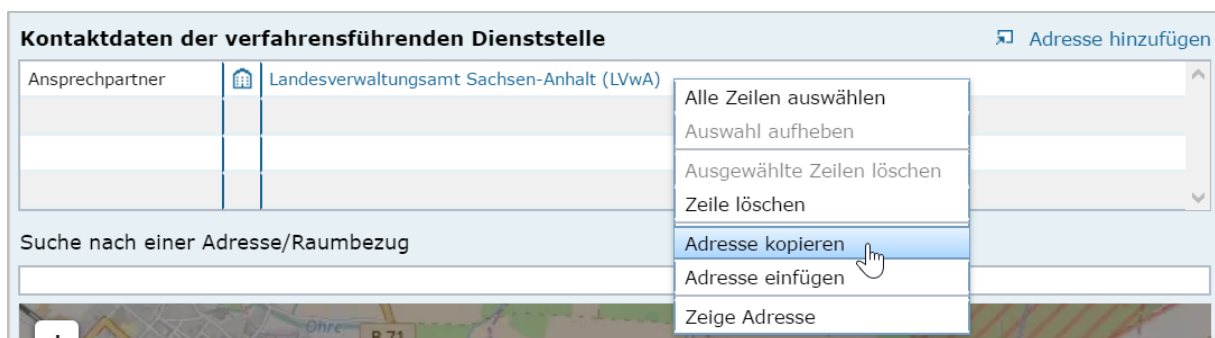 Kontaktdaten der verfahrensführenden Dienststelle
Adresse hinzufügen
Ansprechpartner
Landesverwaltungsamt Sachsen-Anhalt (LVwA)
Alle Zeilen auswählen
Auswahl aufheben
Ausgewählte Zeilen löschen
Zeile löschen
Adresse kopieren
Adresse einfügen
Zeige Adresse
Suche nach einer Adresse/Raumbezug
Ohre
B 71